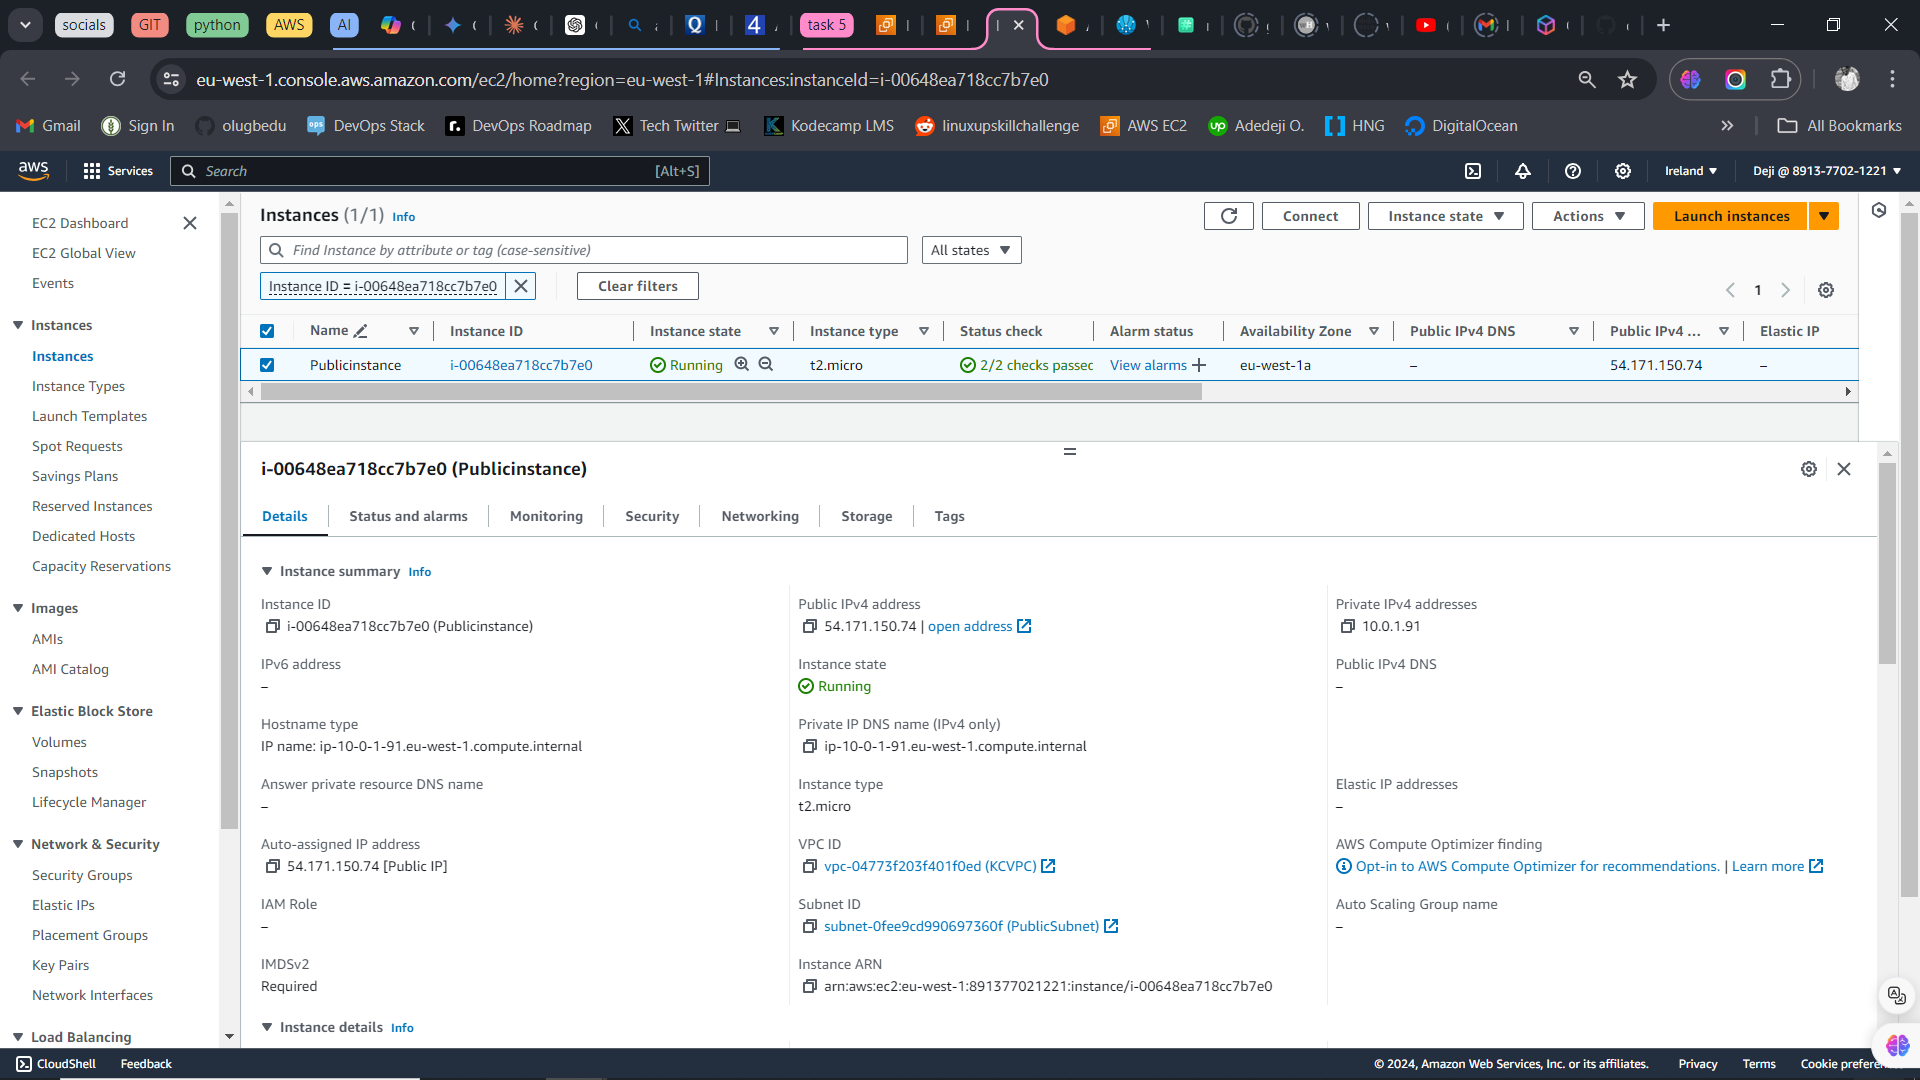 socials GIT python AWS AI task 5
eu-west-1.console.aws.amazon.com/ec2/home?region=eu-west-1#Instances:instanceId=i-00648ea718cc7b7e0
Gmail Sign In olugbedu DevOps Stack DevOps Roadmap Tech Twitter Kodecamp LMS linuxupskillchallenge AWS EC2 Adedeji O. HNG DigitalOcean » All Bookmarks
aws Services Search [Alt+S] Ireland Deji @ 8913-7702-1221
EC2 Dashboard
EC2 Global View
Events
Instances
Instances
Instance Types
Launch Templates
Spot Requests
Savings Plans
Reserved Instances
Dedicated Hosts
Capacity Reservations
Images
AMIs
AMI Catalog
Elastic Block Store
Volumes
Snapshots
Lifecycle Manager
Network & Security
Security Groups
Elastic IPs
Placement Groups
Key Pairs
Network Interfaces
Load Balancing
Instances (1/1) Info
Connect Instance state Actions Launch instances
Find Instance by attribute or tag (case-sensitive) All states
Instance ID = i-00648ea718cc7b7e0 Clear filters
1
Name Instance ID Instance state Instance type Status check Alarm status Availability Zone Public IPv4 DNS Public IPv4 ... Elastic IP
Publicinstance i-00648ea718cc7b7e0 Running t2.micro 2/2 checks passec View alarms + eu-west-1a – 54.171.150.74 –
i-00648ea718cc7b7e0 (Publicinstance)
Details Status and alarms Monitoring Security Networking Storage Tags
Instance summary Info
Instance ID
i-00648ea718cc7b7e0 (Publicinstance)
Public IPv4 address
54.171.150.74 | open address
Private IPv4 addresses
10.0.1.91
IPv6 address
–
Instance state
Running
Public IPv4 DNS
–
Hostname type
IP name: ip-10-0-1-91.eu-west-1.compute.internal
Private IP DNS name (IPv4 only)
ip-10-0-1-91.eu-west-1.compute.internal
Answer private resource DNS name
–
Instance type
t2.micro
Elastic IP addresses
–
Auto-assigned IP address
54.171.150.74 [Public IP]
VPC ID
vpc-04773f203f401f0ed (KCVPC)
AWS Compute Optimizer finding
Opt-in to AWS Compute Optimizer for recommendations. | Learn more
IAM Role
–
Subnet ID
subnet-0fee9cd990697360f (PublicSubnet)
Auto Scaling Group name
–
IMDSv2
Required
Instance ARN
arn:aws:ec2:eu-west-1:891377021221:instance/i-00648ea718cc7b7e0
Instance details Info
CloudShell Feedback © 2024, Amazon Web Services, Inc. or its affiliates. Privacy Terms Cookie